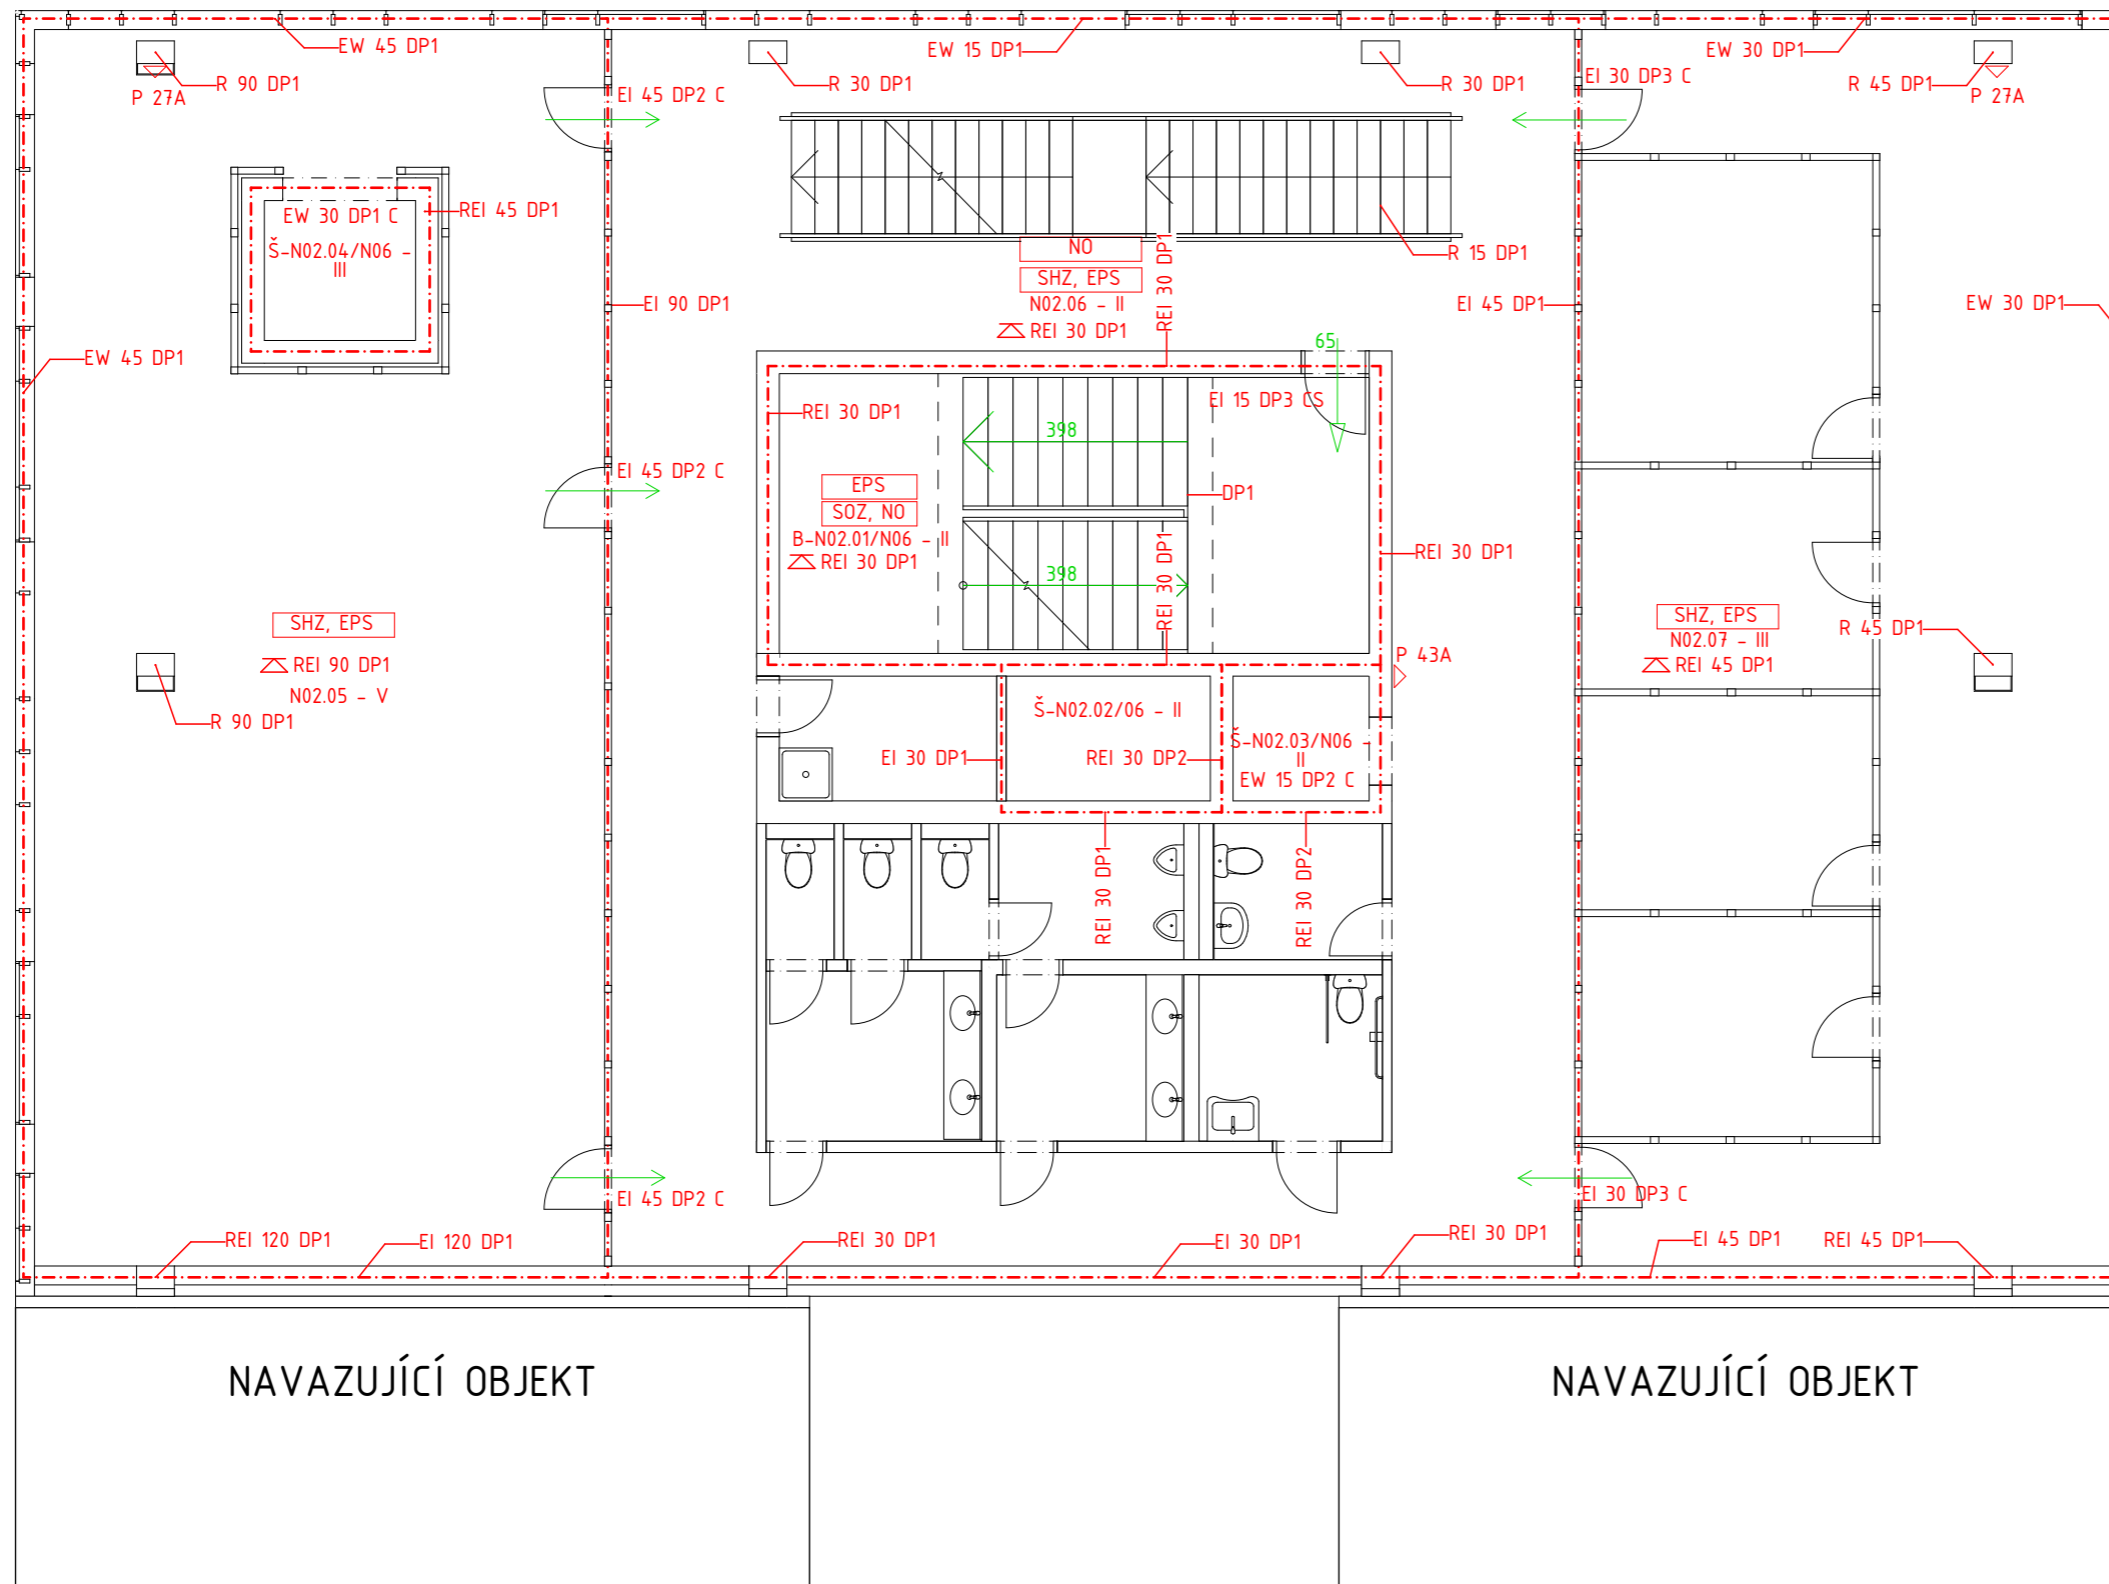 EW 45 DP1
EW 15 DP1
EW 30 DP1
R 90 DP1
P 27A
R 30 DP1
R 30 DP1
EI 30 DP3 C
R 45 DP1
P 27A
EI 45 DP2 C
EW 30 DP1 C
REI 45 DP1
Š-N02.04/N06 -
III
NO
SHZ, EPS
N02.06 - II
REI 30 DP1
REI 30 DP1
R 15 DP1
EI 90 DP1
EI 45 DP1
EW 30 DP1
EW 45 DP1
65
REI 30 DP1
EI 15 DP3 CS
398
EI 45 DP2 C
EPS
SOZ, NO
B-N02.01/N06 - II
REI 30 DP1
DP1
398
REI 30 DP1
REI 30 DP1
SHZ, EPS
REI 90 DP1
N02.05 - V
R 90 DP1
SHZ, EPS
N02.07 - III
REI 45 DP1
R 45 DP1
P 43A
Š-N02.02/06 - II
EI 30 DP1
REI 30 DP2
Š-N02.03/N06 -
II
EW 15 DP2 C
REI 30 DP1
REI 30 DP2
EI 45 DP2 C
EI 30 DP3 C
REI 120 DP1
EI 120 DP1
REI 30 DP1
EI 30 DP1
REI 30 DP1
EI 45 DP1
REI 45 DP1
NAVAZUJÍCÍ OBJEKT
NAVAZUJÍCÍ OBJEKT